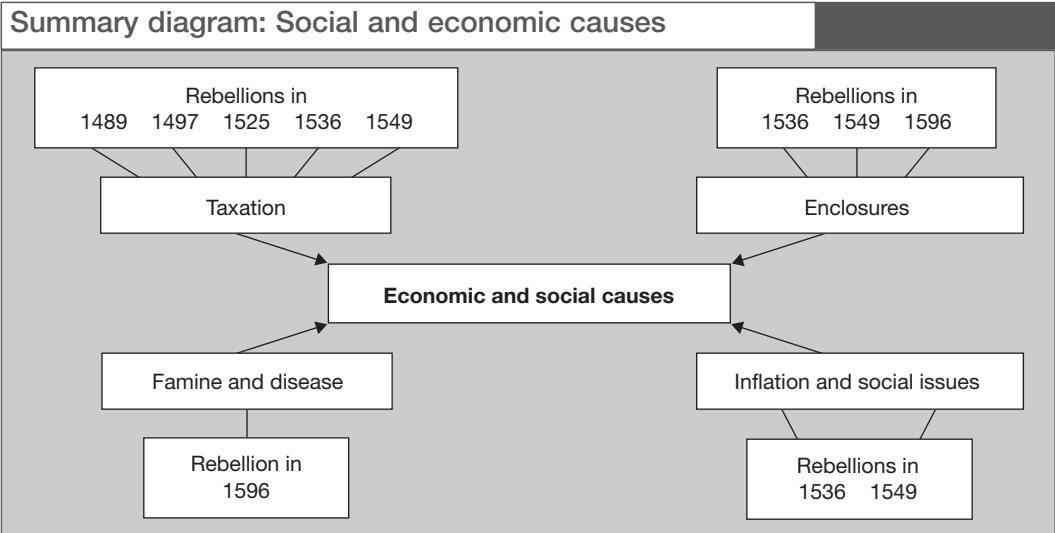 Summary diagram: Social and economic causes
Rebellions in
1489 1497 1525 1536 1549
Taxation
Rebellions in
1536 1549 1596
Enclosures
Economic and social causes
Famine and disease
Rebellion in
1596
Inflation and social issues
Rebellions in
1536 1549